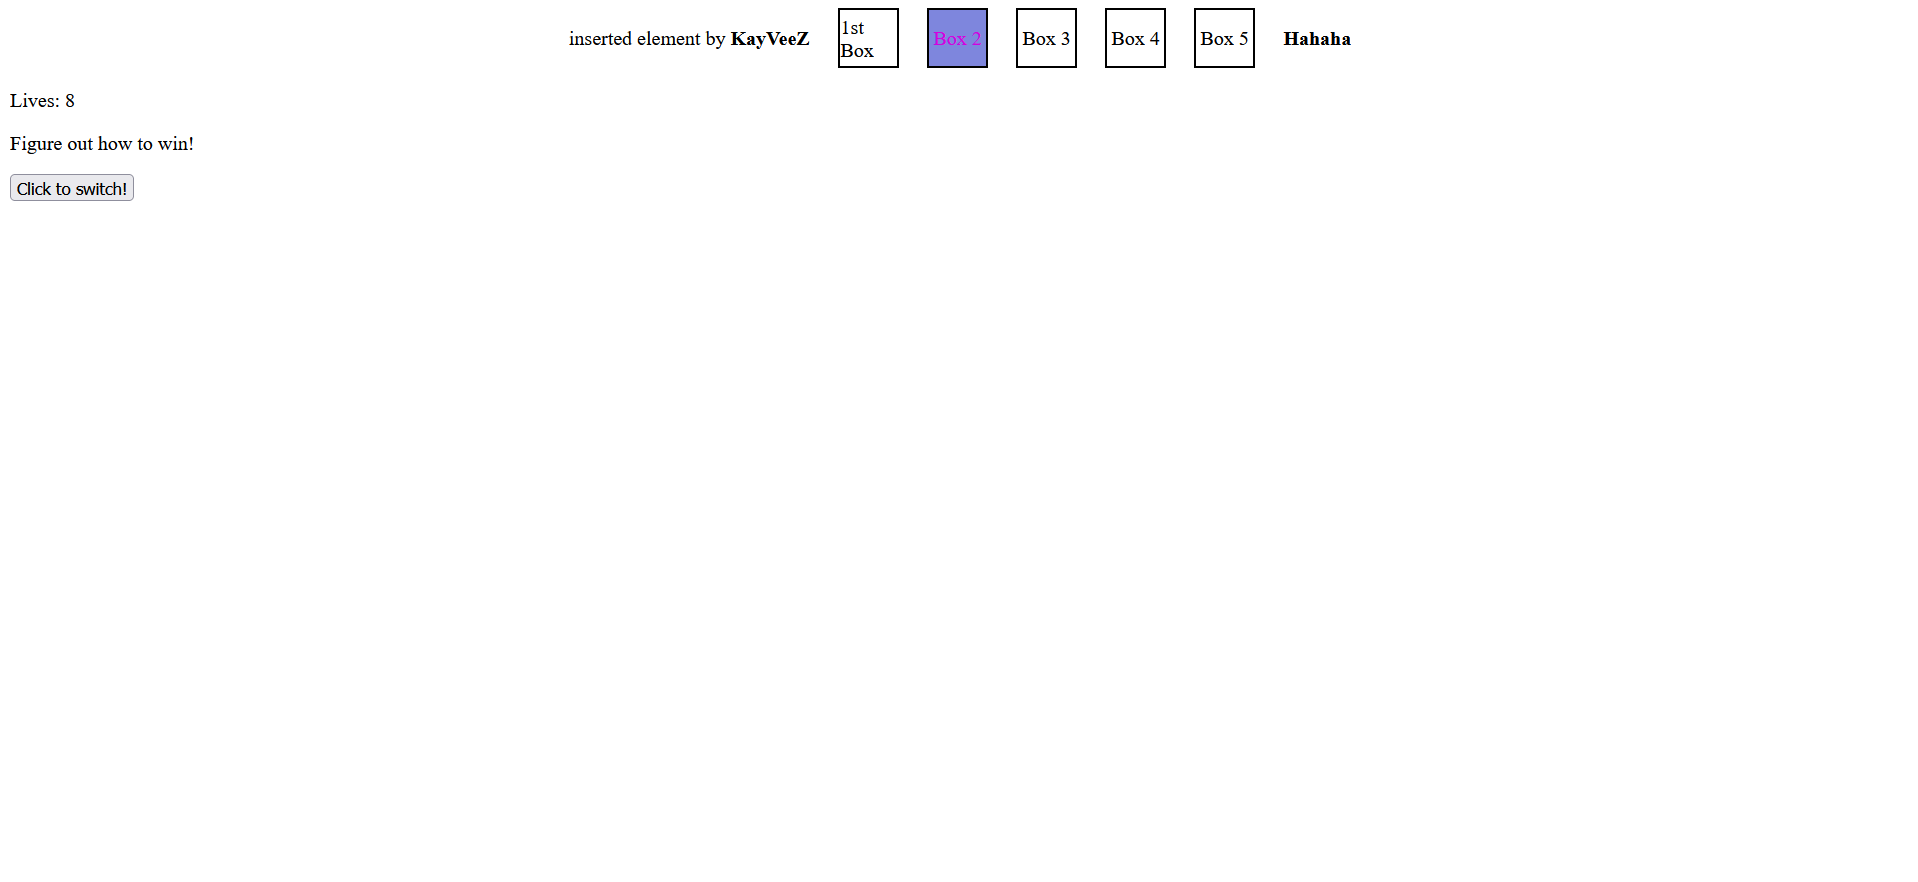 inserted element by KayVeeZ
1st
Box
Box 2
Box 3
Box 4
Box 5
Hahaha
Lives: 8
Figure out how to win!
Click to switch!